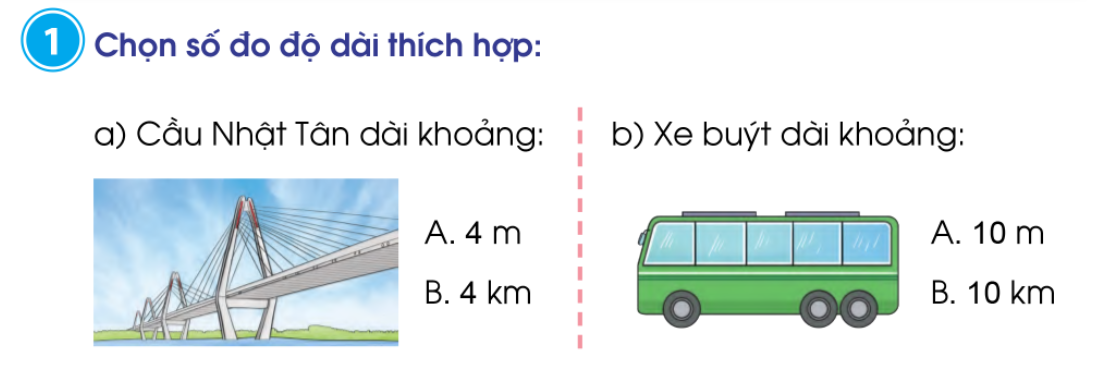 1 Chọn số đo độ dài thích hợp:
a) Cầu Nhật Tân dài khoảng:
A. 4 m
B. 4 km
b) Xe buýt dài khoảng:
A. 10 m
B. 10 km